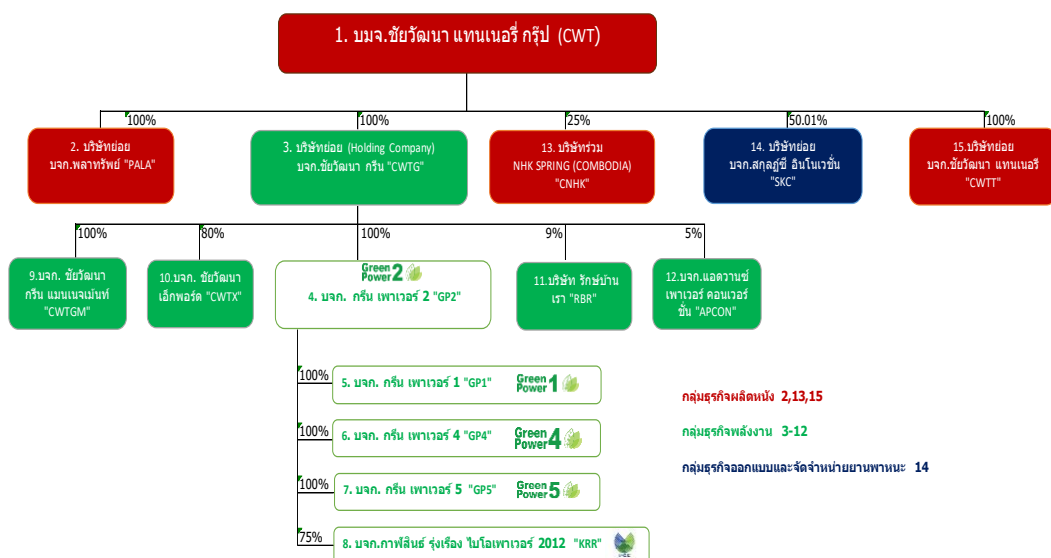 1. บมจ.ชัยวัฒนา แทนเนอรี่ กรุ๊ป (CWT)
100%
100%
25%
50.01%
100%
2. บริษัทย่อย
บจก.พลาทรัพย์ "PALA"
3. บริษัทย่อย (Holding Company)
บจก.ชัยวัฒนา กรีน "CWTG"
13. บริษัทร่วม
NHK SPRING (COMBODIA)
"CNHK"
14. บริษัทย่อย
บจก.สกุลฎ์ซี อินโนเวชั่น
"SKC"
15.บริษัทย่อย
บจก.ชัยวัฒนา แทนเนอรี
"CWTT"
100%
80%
100%
9%
5%
9.บจก. ชัยวัฒนา
กรีน แมนเนจเม้นท์
"CWTGM"
10.บจก. ชัยวัฒนา
เอ็กพอร์ต "CWTX"
Green
Power 2
4. บจก. กรีน เพาเวอร์ 2 "GP2"
11.บริษัท รักษ์บ้าน
เรา "RBR"
12.บจก.แอดวานซ์
เพาเวอร์ คอนเวอร์
ชั่น "APCON"
100%
5. บจก. กรีน เพาเวอร์ 1 "GP1"
Green
Power 1
100%
6. บจก. กรีน เพาเวอร์ 4 "GP4"
Green
Power 4
100%
7. บจก. กรีน เพาเวอร์ 5 "GP5"
Green
Power 5
75%
8. บจก.กาฬสินธุ์ รุ่งเรือง ไบโอเพาเวอร์ 2012 "KRR"
กลุ่มธุรกิจผลิตหนัง 2,13,15
กลุ่มธุรกิจพลังงาน 3-12
กลุ่มธุรกิจออกแบบและจัดจำหน่ายยานพาหนะ 14